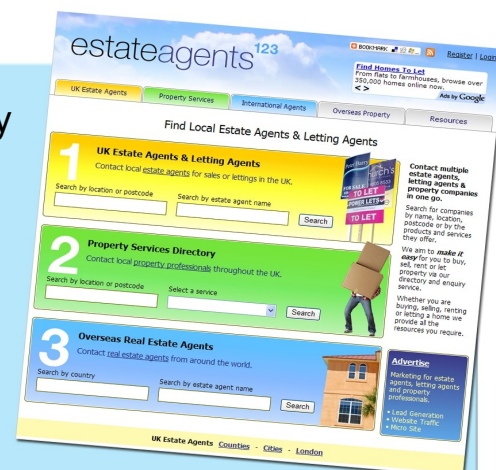 y
estateagents123
BOOKMARK
Register | Login
Find Homes To Let
From flats to farmhouses, browse over
350,000 homes online now.
< >
Ads by Google
UK Estate Agents
Property Services
International Agents
Overseas Property
Resources
Find Local Estate Agents & Letting Agents
1
UK Estate Agents & Letting Agents
Contact local estate agents for sales or lettings in the UK.
Search by location or postcode
Search by estate agent name
Search
FOR SALE
TO LET
POWER LETS
TO LET
2
Property Services Directory
Contact local property professionals throughout the UK.
Search by location or postcode
Select a service
Search
3
Overseas Real Estate Agents
Contact real estate agents from around the world.
Search by country
Search by estate agent name
Search
Contact multiple
estate agents,
letting agents &
property companies
in one go.
Search for companies
by name, location,
postcode or by the
products and services
they offer.
We aim to make it
easy for you to buy,
sell, rent or let
property via our
directory and enquiry
service.
Whether you are
buying, selling, renting
or letting a home we
provide all the
resources you require.
Advertise
Marketing for estate
agents, letting agents
and property
professionals.
• Lead Generation
• Website Traffic
• Micro Site
UK Estate Agents Counties - Cities - London